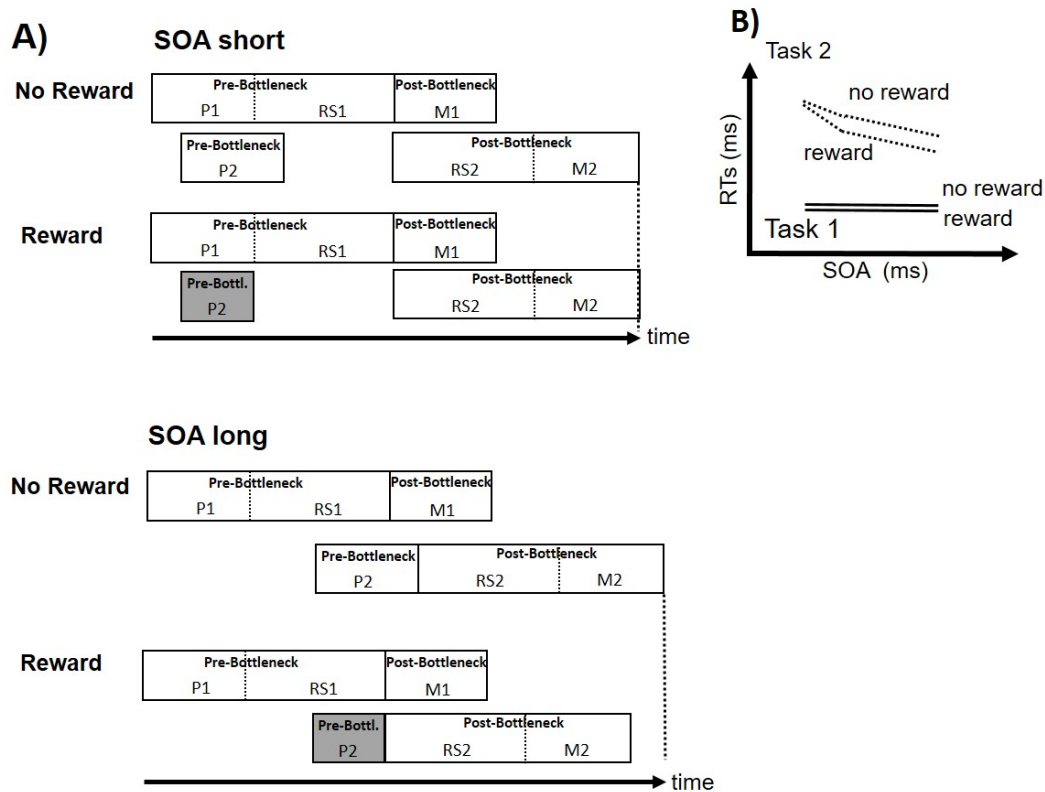 A)
SOA short
No Reward
Pre-Bottleneck Post-Bottleneck
P1 RS1 M1
Pre-Bottleneck Post-Bottleneck
P2 RS2 M2
Reward
Pre-Bottleneck Post-Bottleneck
P1 RS1 M1
Pre-Bottl. Post-Bottleneck
P2 RS2 M2
time
SOA long
No Reward
Pre-Bottleneck Post-Bottleneck
P1 RS1 M1
Pre-Bottleneck Post-Bottleneck
P2 RS2 M2
Reward
Pre-Bottleneck Post-Bottleneck
P1 RS1 M1
Pre-Bottl. Post-Bottleneck
P2 RS2 M2
time
B)
Task 2
no reward
reward
RTs (ms)
no reward
reward
Task 1
SOA (ms)